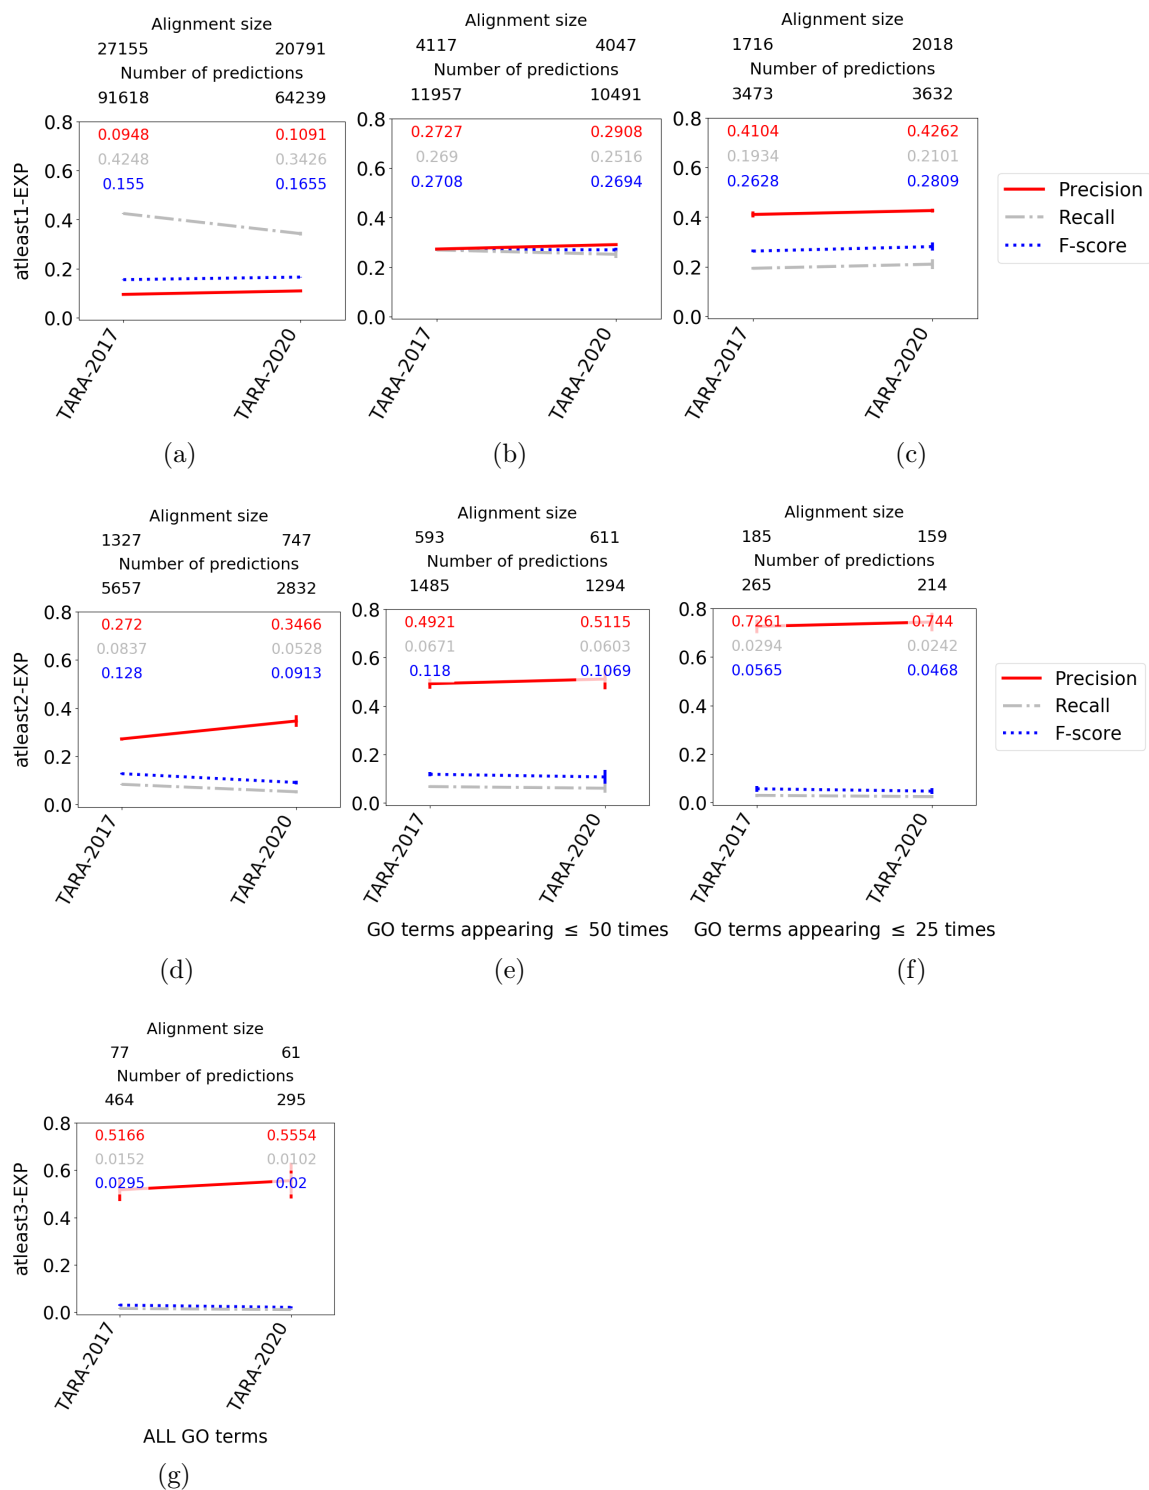 Alignment size
27155 20791
Number of predictions
91618 64239
0.0948 0.1091
0.4248 0.3426
0.155 0.1655
0.8
0.6
0.4
0.2
0.0
atleast1-EXP
TARA-2017
TARA-2020
(a)
Alignment size
4117 4047
Number of predictions
11957 10491
0.2727 0.2908
0.269 0.2516
0.2708 0.2694
0.8
0.6
0.4
0.2
0.0
TARA-2017
TARA-2020
(b)
Alignment size
1716 2018
Number of predictions
3473 3632
0.4104 0.4262
0.1934 0.2101
0.2628 0.2809
0.8
0.6
0.4
0.2
0.0
TARA-2017
TARA-2020
(c)
Precision
Recall
F-score
Alignment size
1327 747
Number of predictions
5657 2832
0.272 0.3466
0.0837 0.0528
0.128 0.0913
0.8
0.6
0.4
0.2
0.0
atleast2-EXP
TARA-2017
TARA-2020
(d)
Alignment size
593 611
Number of predictions
1485 1294
0.4921 0.5115
0.0671 0.0603
0.118 0.1069
0.8
0.6
0.4
0.2
0.0
TARA-2017
TARA-2020
GO terms appearing ≤ 50 times
(e)
Alignment size
185 159
Number of predictions
265 214
0.7261 0.744
0.0294 0.0242
0.0565 0.0468
0.8
0.6
0.4
0.2
0.0
TARA-2017
TARA-2020
GO terms appearing ≤ 25 times
(f)
Precision
Recall
F-score
Alignment size
77 61
Number of predictions
464 295
0.5166 0.5554
0.0152 0.0102
0.0295 0.02
0.8
0.6
0.4
0.2
0.0
atleast3-EXP
TARA-2017
TARA-2020
ALL GO terms
(g)